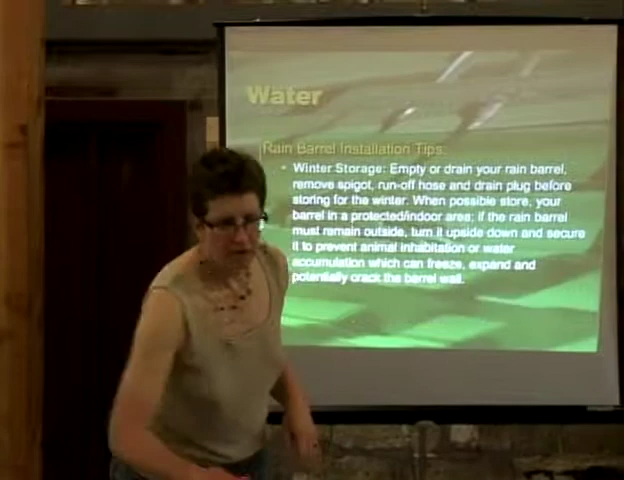 Water
Rain Barrel Installation Tips:
• Winter Storage: Empty or drain your rain barrel,
remove spigot, run-off hose and drain plug before
storing for the winter. When possible store, your
barrel in a protected/indoor area; if the rain barrel
must remain outside, turn it upside down and secure
it to prevent animal inhabitation or water
accumulation which can freeze, expand and
potentially crack the barrel wall.